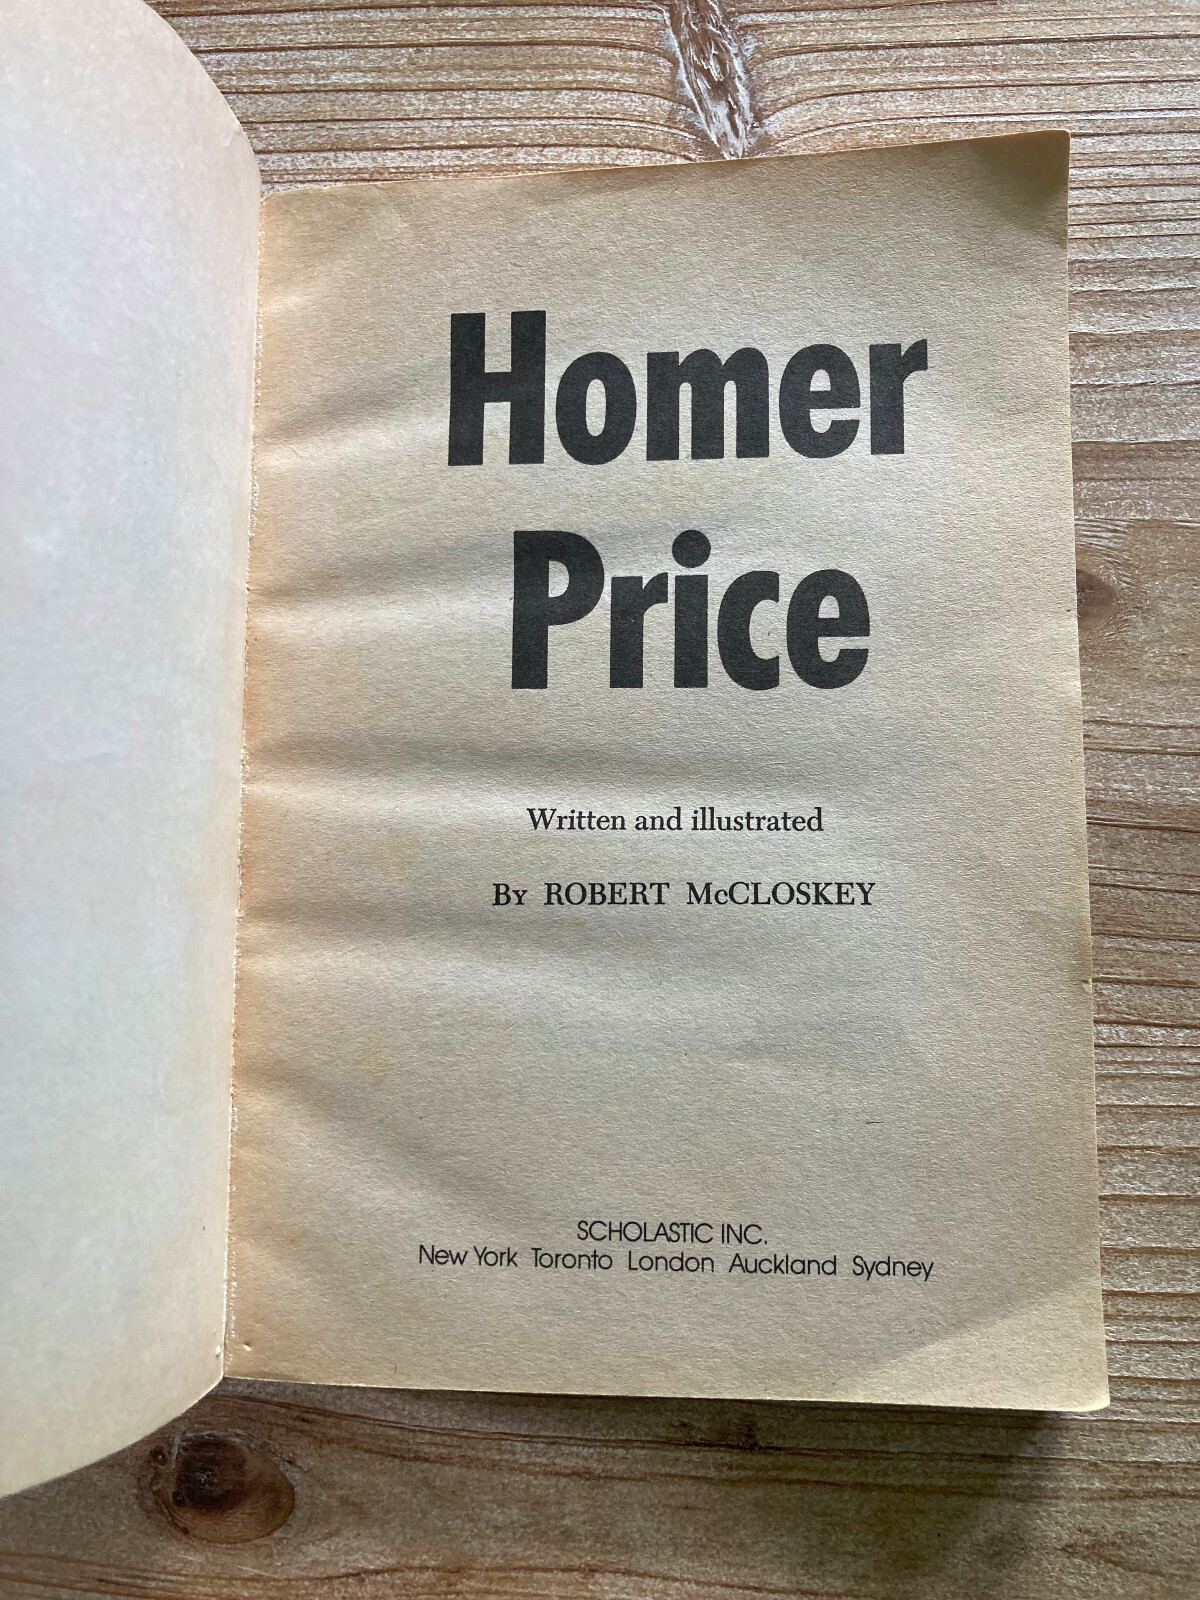 Homer
Price
Written and illustrated
By ROBERT McCLOSKEY
SCHOLASTIC INC.
New York Toronto London Auckland Sydney